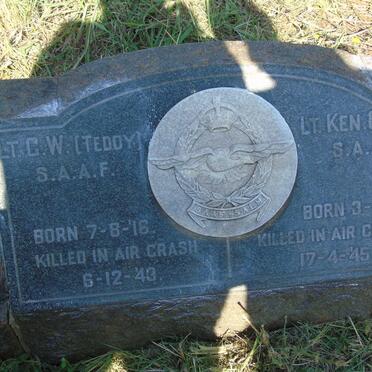 LT. C. W. (TEDDY)
S.A.A.F.
BORN 7-8-'16.
KILLED IN AIR CRASH
6-12-43
LT. KEN.
S.A.
BORN 3-
KILLED IN AIR C
17-4-'45